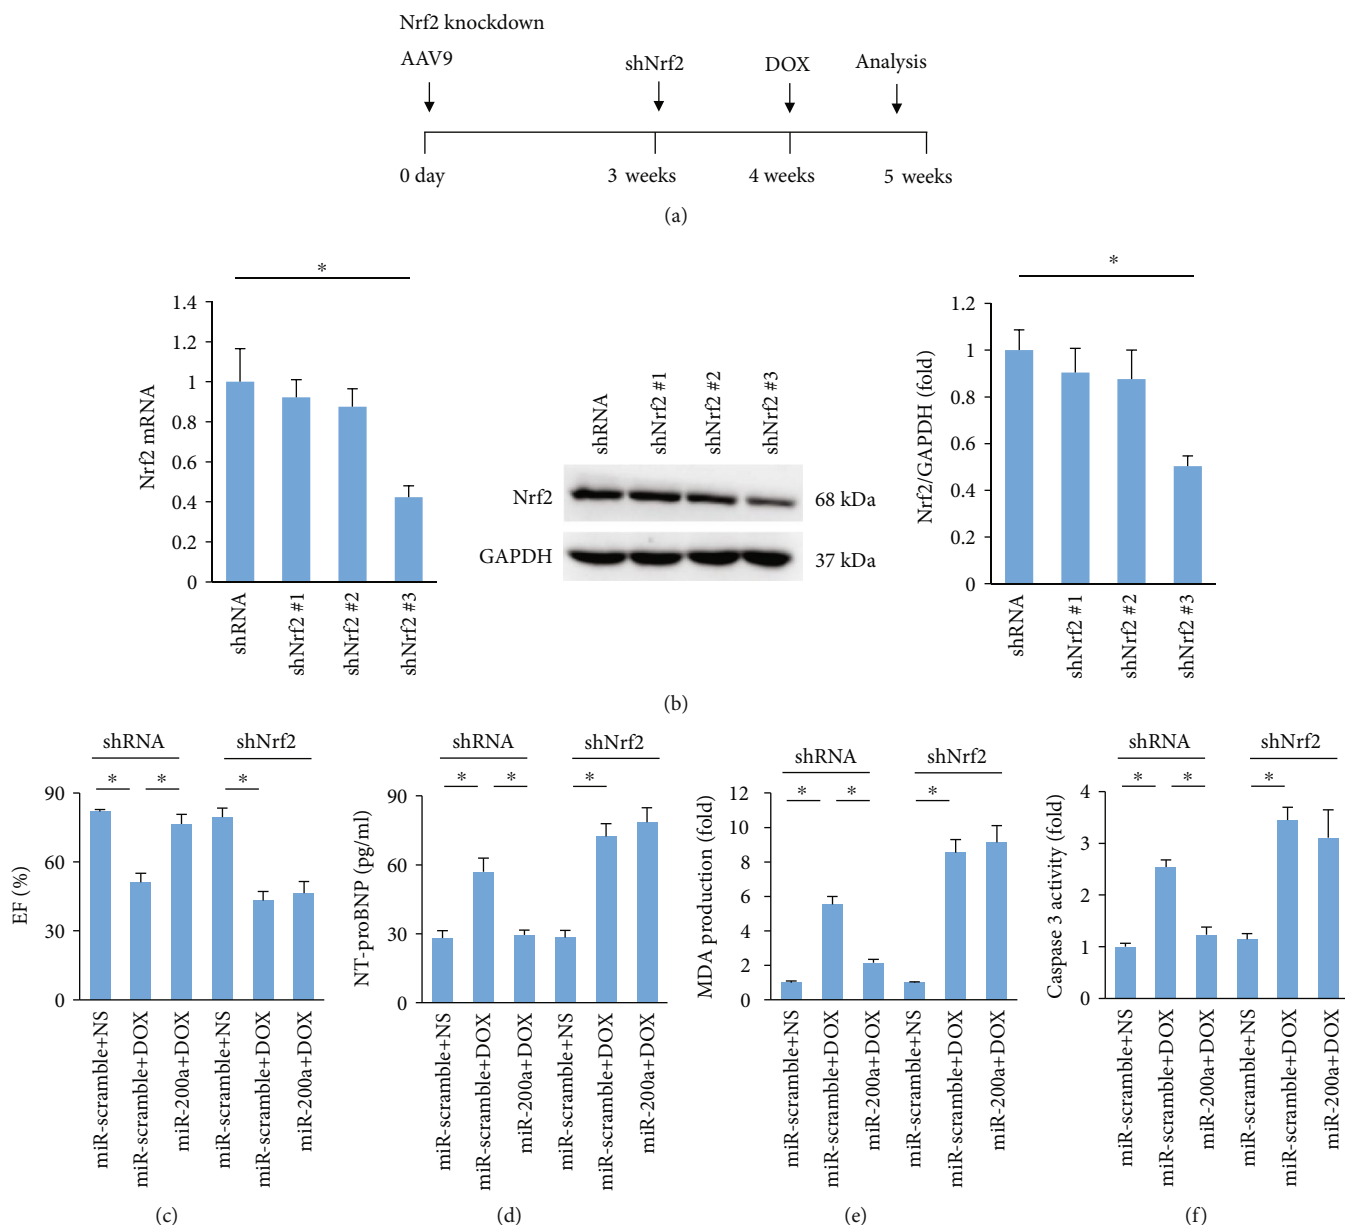 Nrf2 knockdown
AAV9 shNrf2 DOX Analysis
0 day 3 weeks 4 weeks 5 weeks
(a)
*
Nrf2 mRNA
1.4
1.2
1
0.8
0.6
0.4
0.2
0
shRNA
shNrf2 #1
shNrf2 #2
shNrf2 #3
shRNA
shNrf2 #1
shNrf2 #2
shNrf2 #3
Nrf2 68 kDa
GAPDH 37 kDa
*
Nrf2/GAPDH (fold)
1.2
1
0.8
0.6
0.4
0.2
0
shRNA
shNrf2 #1
shNrf2 #2
shNrf2 #3
(b)
shRNA shNrf2
* * *
EF (%)
90
60
30
0
miR-scramble+NS
miR-scramble+DOX
miR-200a+DOX
miR-scramble+NS
miR-scramble+DOX
miR-200a+DOX
(c)
shRNA shNrf2
* * *
NT-proBNP (pg/ml)
90
60
30
0
miR-scramble+NS
miR-scramble+DOX
miR-200a+DOX
miR-scramble+NS
miR-scramble+DOX
miR-200a+DOX
(d)
shRNA shNrf2
* * *
MDA production (fold)
12
10
8
6
4
2
0
miR-scramble+NS
miR-scramble+DOX
miR-200a+DOX
miR-scramble+NS
miR-scramble+DOX
miR-200a+DOX
(e)
shRNA shNrf2
* * *
Caspase 3 activity (fold)
4
3
2
1
0
miR-scramble+NS
miR-scramble+DOX
miR-200a+DOX
miR-scramble+NS
miR-scramble+DOX
miR-200a+DOX
(f)